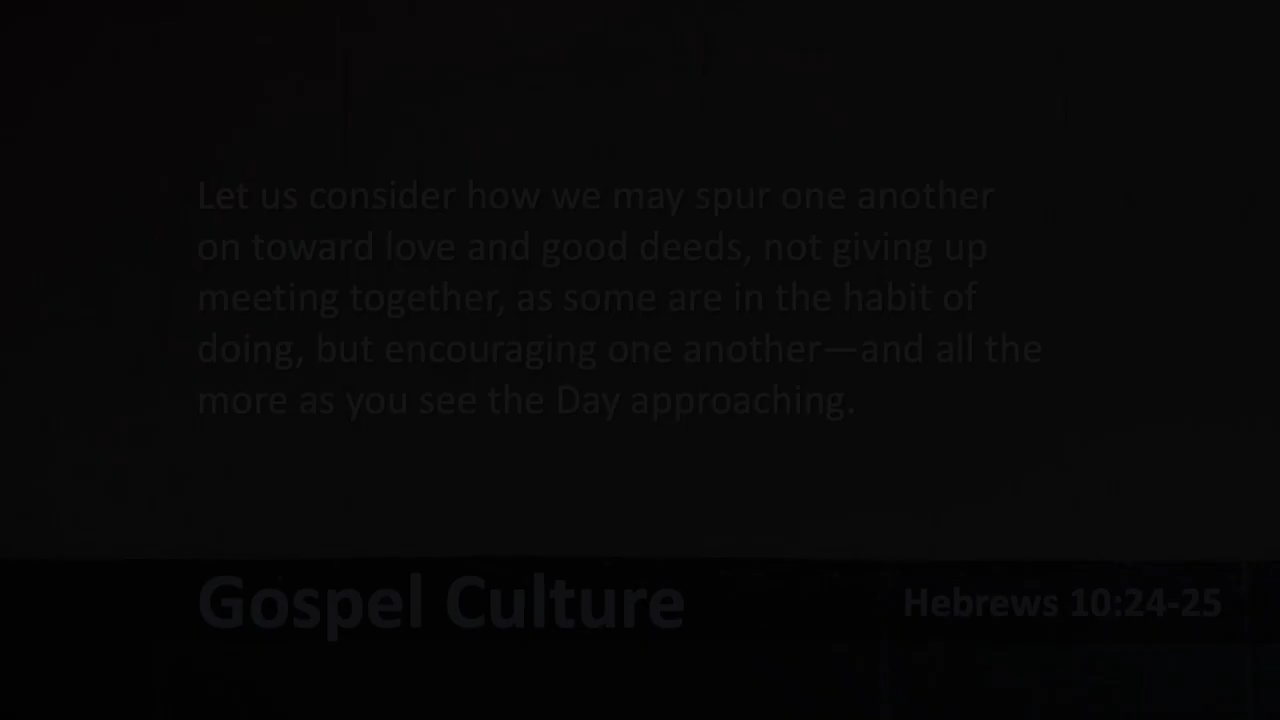 Let us consider how we may spur one another
on toward love and good deeds, not giving up
meeting together, as some are in the habit of
doing, but encouraging one another—and all the
more as you see the Day approaching.
Gospel Culture
Hebrews 10:24-25